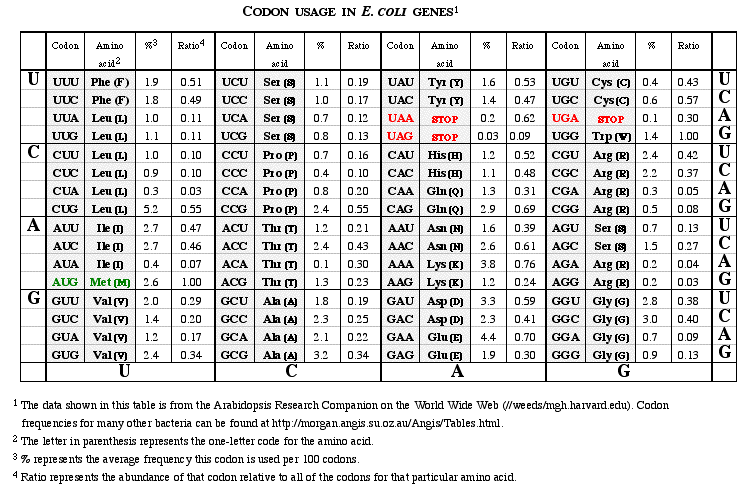 CODON USAGE IN E. COLI GENES1
Codon Amino acid2 %3 Ratio4 Codon Amino acid % Ratio Codon Amino acid % Ratio Codon Amino acid % Ratio
U UUU Phe (F) 1.9 0.51 UCU Ser (S) 1.1 0.19 UAU Tyr (Y) 1.6 0.53 UGU Cys (C) 0.4 0.43 U
UUC Phe (F) 1.8 0.49 UCC Ser (S) 1.0 0.17 UAC Tyr (Y) 1.4 0.47 UGC Cys (C) 0.6 0.57 C
UUA Leu (L) 1.0 0.11 UCA Ser (S) 0.7 0.12 UAA STOP 0.2 0.62 UGA STOP 0.1 0.30 A
UUG Leu (L) 1.1 0.11 UCG Ser (S) 0.8 0.13 UAG STOP 0.03 0.09 UGG Trp (W) 1.4 1.00 G
C CUU Leu (L) 1.0 0.10 CCU Pro (P) 0.7 0.16 CAU His (H) 1.2 0.52 CGU Arg (R) 2.4 0.42 U
CUC Leu (L) 0.9 0.10 CCC Pro (P) 0.4 0.10 CAC His (H) 1.1 0.48 CGC Arg (R) 2.2 0.37 C
CUA Leu (L) 0.3 0.03 CCA Pro (P) 0.8 0.20 CAA Gln (Q) 1.3 0.31 CGA Arg (R) 0.3 0.05 A
CUG Leu (L) 5.2 0.55 CCG Pro (P) 2.4 0.55 CAG Gln (Q) 2.9 0.69 CGG Arg (R) 0.5 0.08 G
A AUU Ile (I) 2.7 0.47 ACU Thr (T) 1.2 0.21 AAU Asn (N) 1.6 0.39 AGU Ser (S) 0.7 0.13 U
AUC Ile (I) 2.7 0.46 ACC Thr (T) 2.4 0.43 AAC Asn (N) 2.6 0.61 AGC Ser (S) 1.5 0.27 C
AUA Ile (I) 0.4 0.07 ACA Thr (T) 0.1 0.30 AAA Lys (K) 3.8 0.76 AGA Arg (R) 0.2 0.04 A
AUG Met (M) 2.6 1.00 ACG Thr (T) 1.3 0.23 AAG Lys (K) 1.2 0.24 AGG Arg (R) 0.2 0.03 G
G GUU Val (V) 2.0 0.29 GCU Ala (A) 1.8 0.19 GAU Asp (D) 3.3 0.59 GGU Gly (G) 2.8 0.38 U
GUC Val (V) 1.4 0.20 GCC Ala (A) 2.3 0.25 GAC Asp (D) 2.3 0.41 GGC Gly (G) 3.0 0.40 C
GUA Val (V) 1.2 0.17 GCA Ala (A) 2.1 0.22 GAA Glu (E) 4.4 0.70 GGA Gly (G) 0.7 0.09 A
GUG Val (V) 2.4 0.34 GCG Ala (A) 3.2 0.34 GAG Glu (E) 1.9 0.30 GGG Gly (G) 0.9 0.13 G
U C A G
1 The data shown in this table is from the Arabidopsis Research Companion on the World Wide Web (//weeds/mgh.harvard.edu). Codon
frequencies for many other bacteria can be found at http://morgan.angis.su.oz.au/Angis/Tables.html.
2 The letter in parenthesis represents the one-letter code for the amino acid.
3 % represents the average frequency this codon is used per 100 codons.
4 Ratio represents the abundance of that codon relative to all of the codons for that particular amino acid.